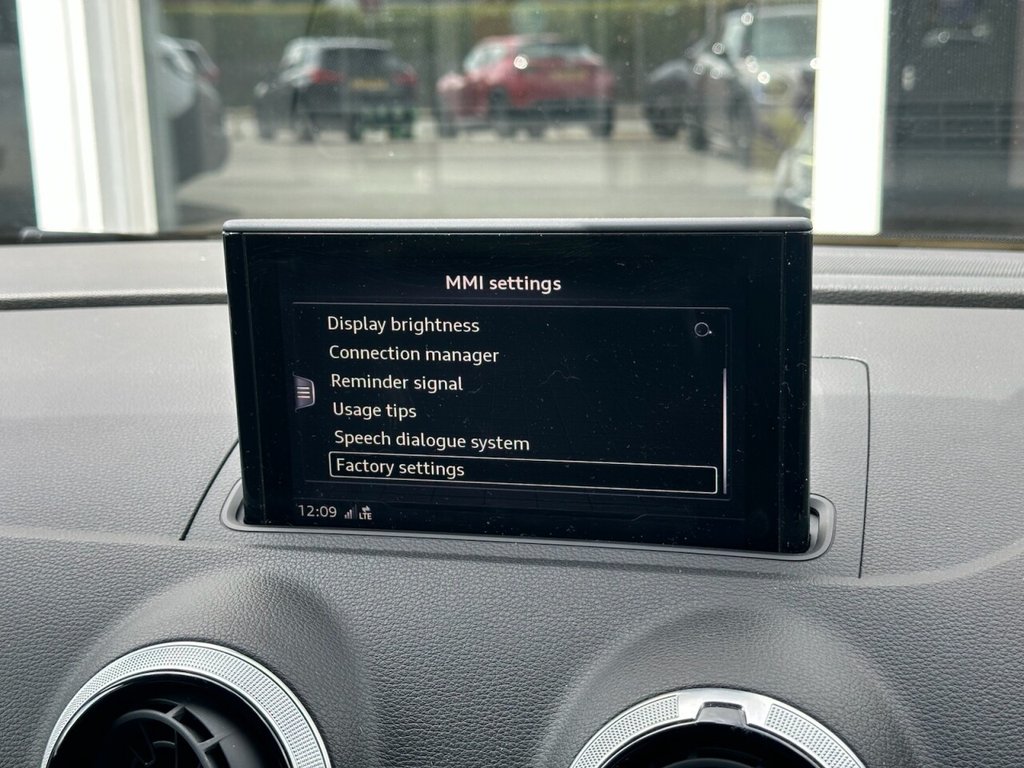 MMI settings
Display brightness
Connection manager
Reminder signal
Usage tips
Speech dialogue system
Factory settings
12:09 LTE